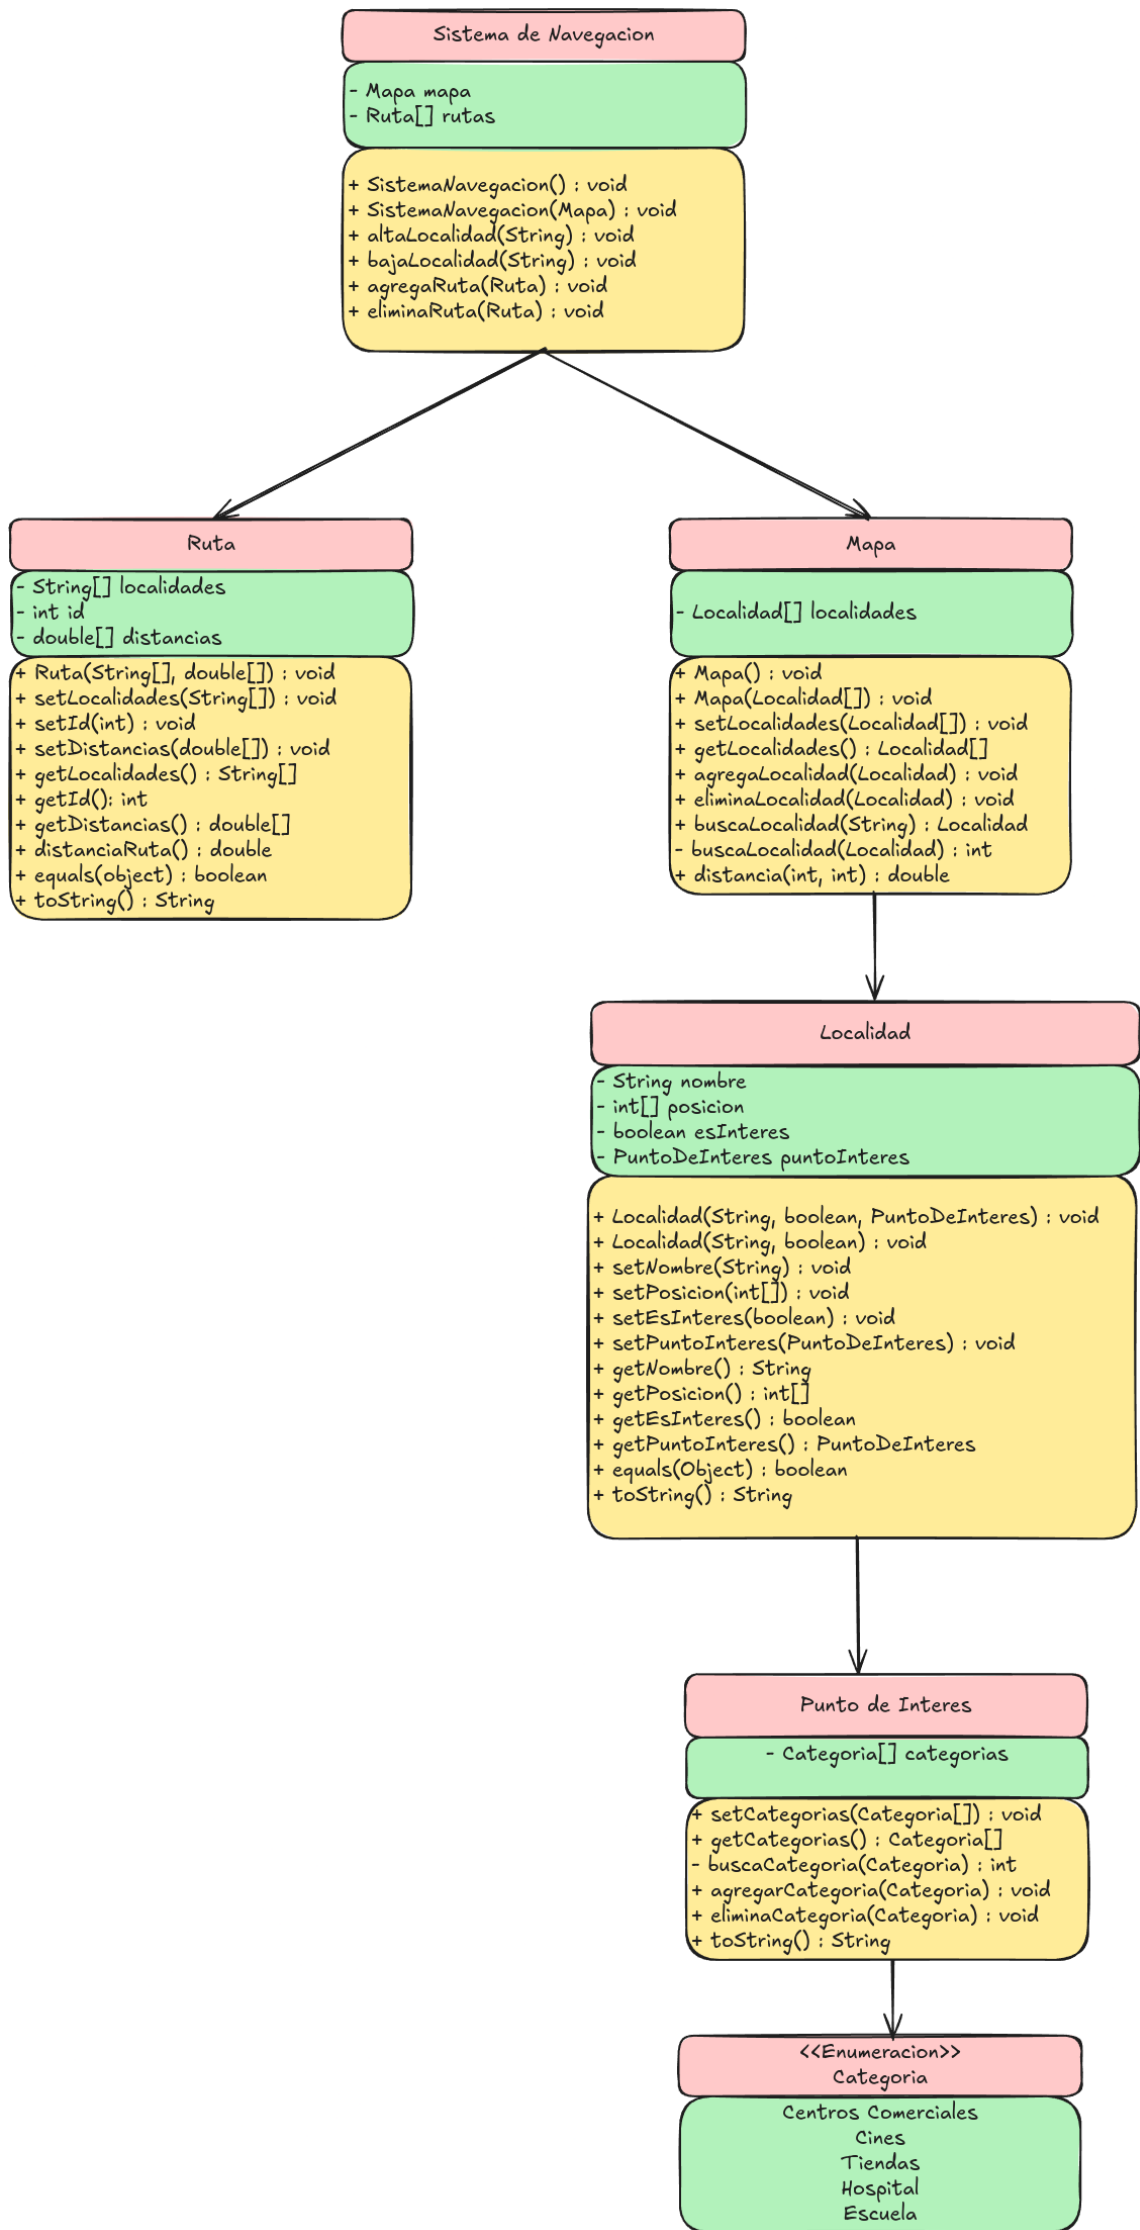 Sistema de Navegacion
- Mapa mapa
- Ruta[] rutas
+ SistemaNavegacion() : void
+ SistemaNavegacion(Mapa) : void
+ altaLocalidad(String) : void
+ bajaLocalidad(String) : void
+ agregaRuta(Ruta) : void
+ eliminaRuta(Ruta) : void
Ruta
- String[] localidades
- int id
- double[] distancias
+ Ruta(String[], double[]) : void
+ setLocalidades(String[]) : void
+ setId(int) : void
+ setDistancias(double[]) : void
+ getLocalidades() : String[]
+ getId(): int
+ getDistancias() : double[]
+ distanciaRuta() : double
+ equals(object) : boolean
+ toString() : String
Mapa
- Localidad[] localidades
+ Mapa() : void
+ Mapa(Localidad[]) : void
+ setLocalidades(Localidad[]) : void
+ getLocalidades() : Localidad[]
+ agregaLocalidad(Localidad) : void
+ eliminaLocalidad(Localidad) : void
+ buscaLocalidad(String) : Localidad
- buscaLocalidad(Localidad) : int
+ distancia(int, int) : double
Localidad
- String nombre
- int[] posicion
- boolean esInteres
- PuntoDeInteres puntoInteres
+ Localidad(String, boolean, PuntoDeInteres) : void
+ Localidad(String, boolean) : void
+ setNombre(String) : void
+ setPosicion(int[]) : void
+ setEsInteres(boolean) : void
+ setPuntoInteres(PuntoDeInteres) : void
+ getNombre() : String
+ getPosicion() : int[]
+ getEsInteres() : boolean
+ getPuntoInteres() : PuntoDeInteres
+ equals(Object) : boolean
+ toString() : String
Punto de Interes
- Categoria[] categorias
+ setCategorias(Categoria[]) : void
+ getCategorias() : Categoria[]
- buscaCategoria(Categoria) : int
+ agregarCategoria(Categoria) : void
+ eliminaCategoria(Categoria) : void
+ toString() : String
<<Enumeracion>>
Categoria
Centros Comerciales
Cines
Tiendas
Hospital
Escuela